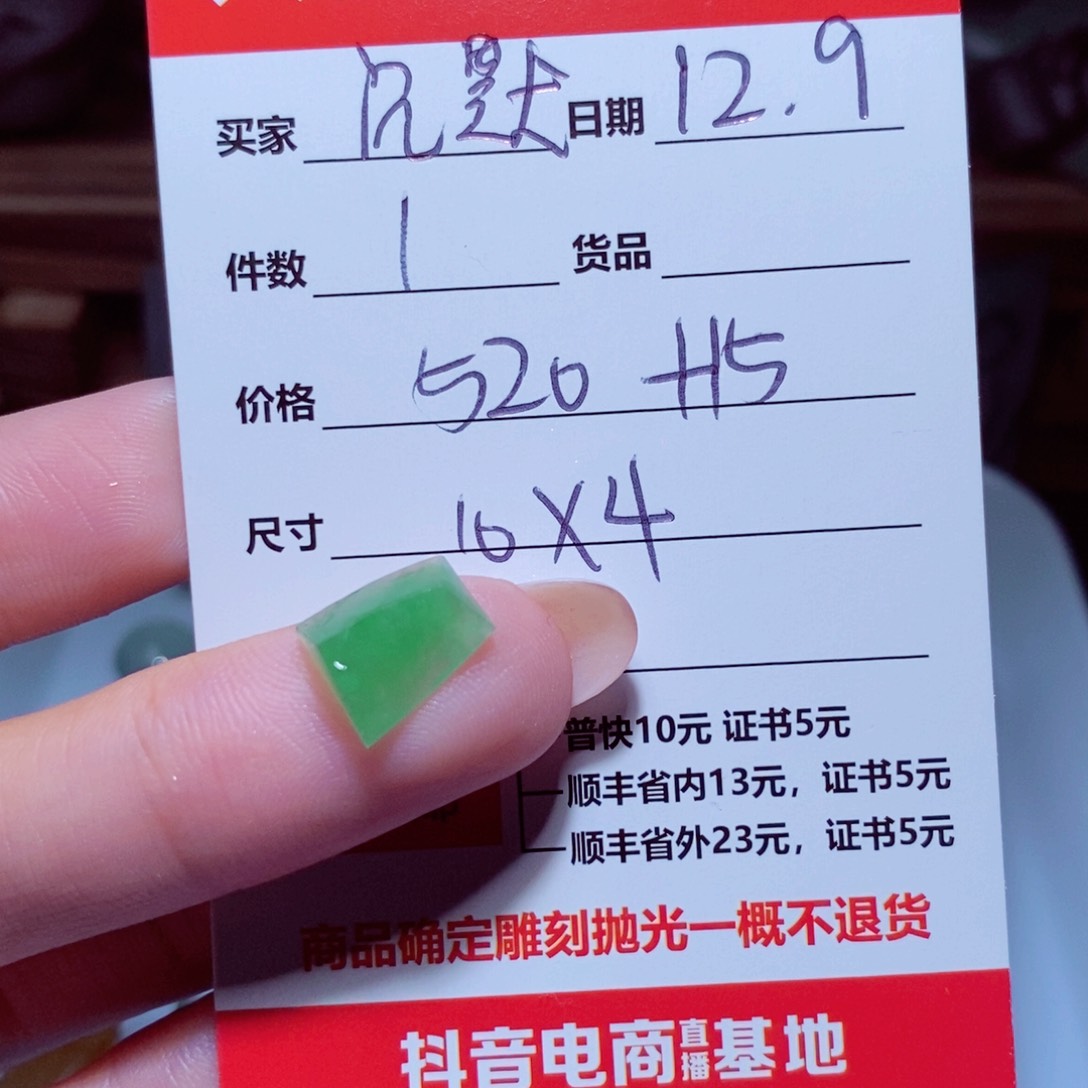 买家 沉默 日期 12.9
件数 1 货品
价格 520 H5
尺寸 10X4
普快10元 证书5元
顺丰省内13元，证书5元
顺丰省外23元，证书5元
商品确定雕刻抛光一概不退货
抖音电商直播基地